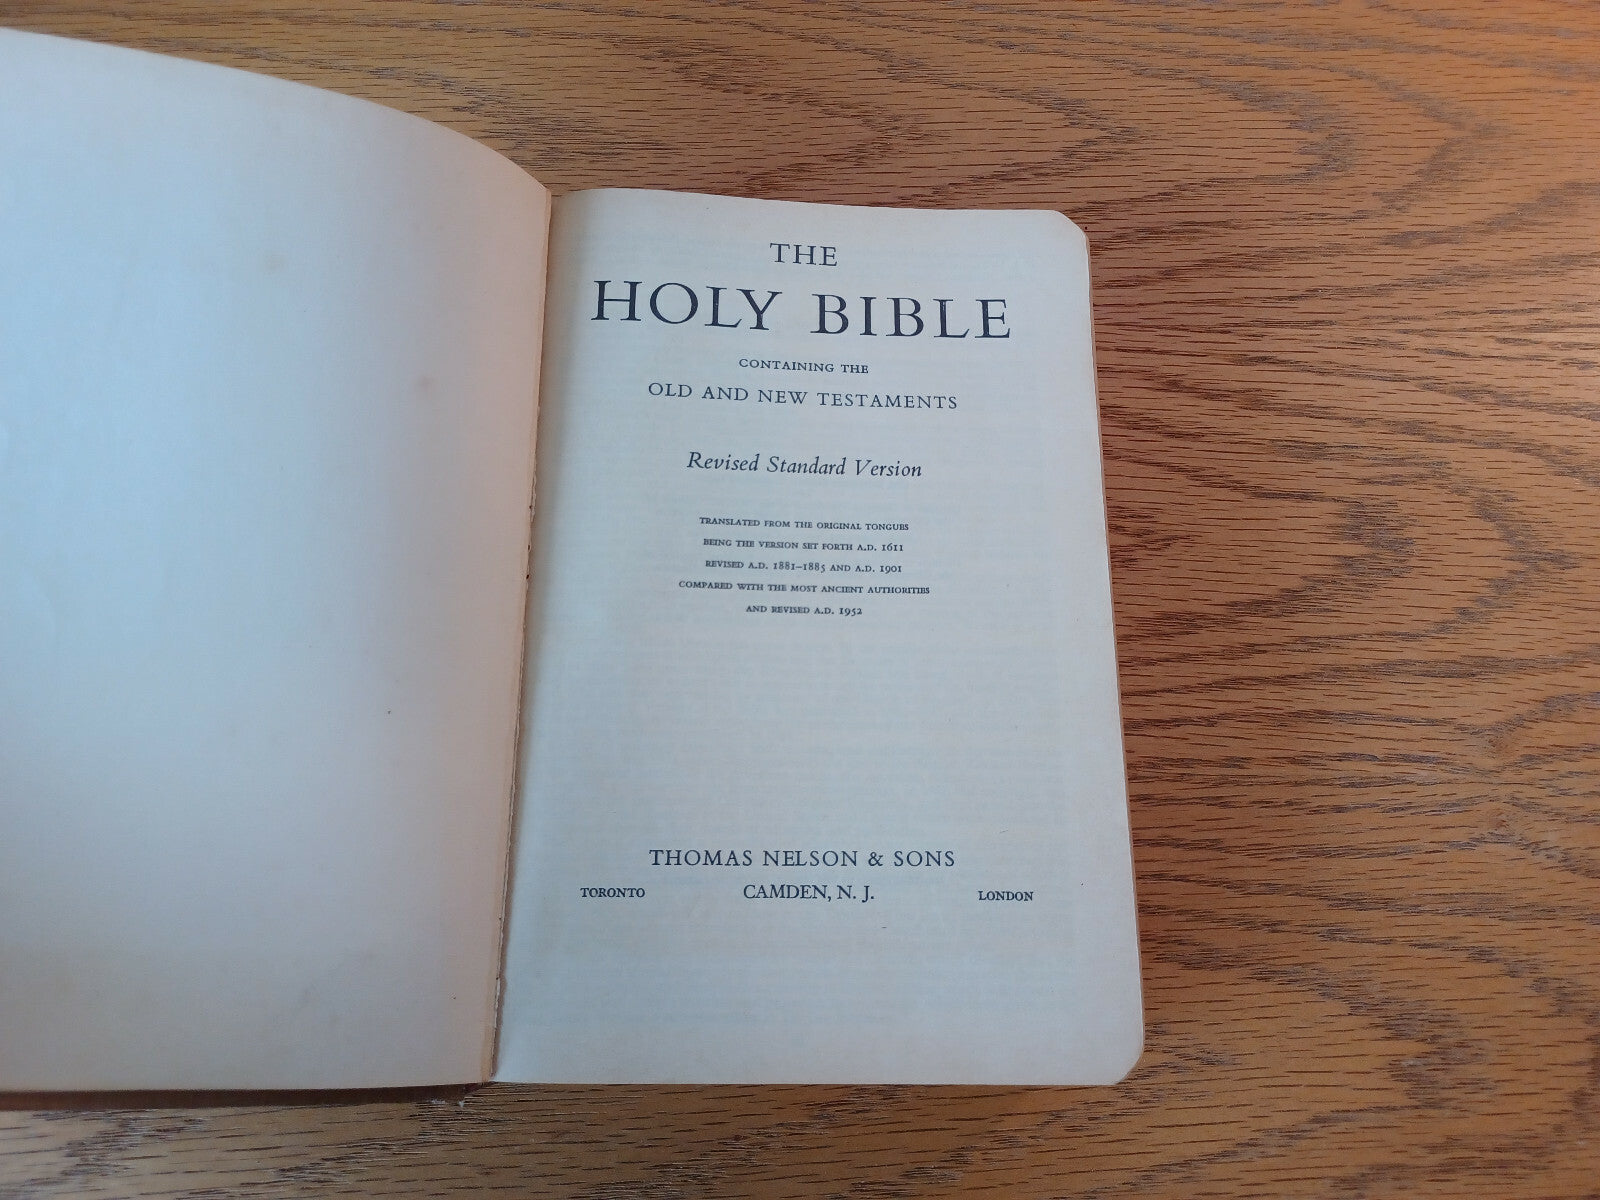 THE
HOLY BIBLE
CONTAINING THE
OLD AND NEW TESTAMENTS
Revised Standard Version
TRANSLATED FROM THE ORIGINAL TONGUES
BEING THE VERSION SET FORTH A.D. 1611
REVISED A.D. 1881–1885 AND A.D. 1901
COMPARED WITH THE MOST ANCIENT AUTHORITIES
AND REVISED A.D. 1952
THOMAS NELSON & SONS
TORONTO CAMDEN, N. J. LONDON